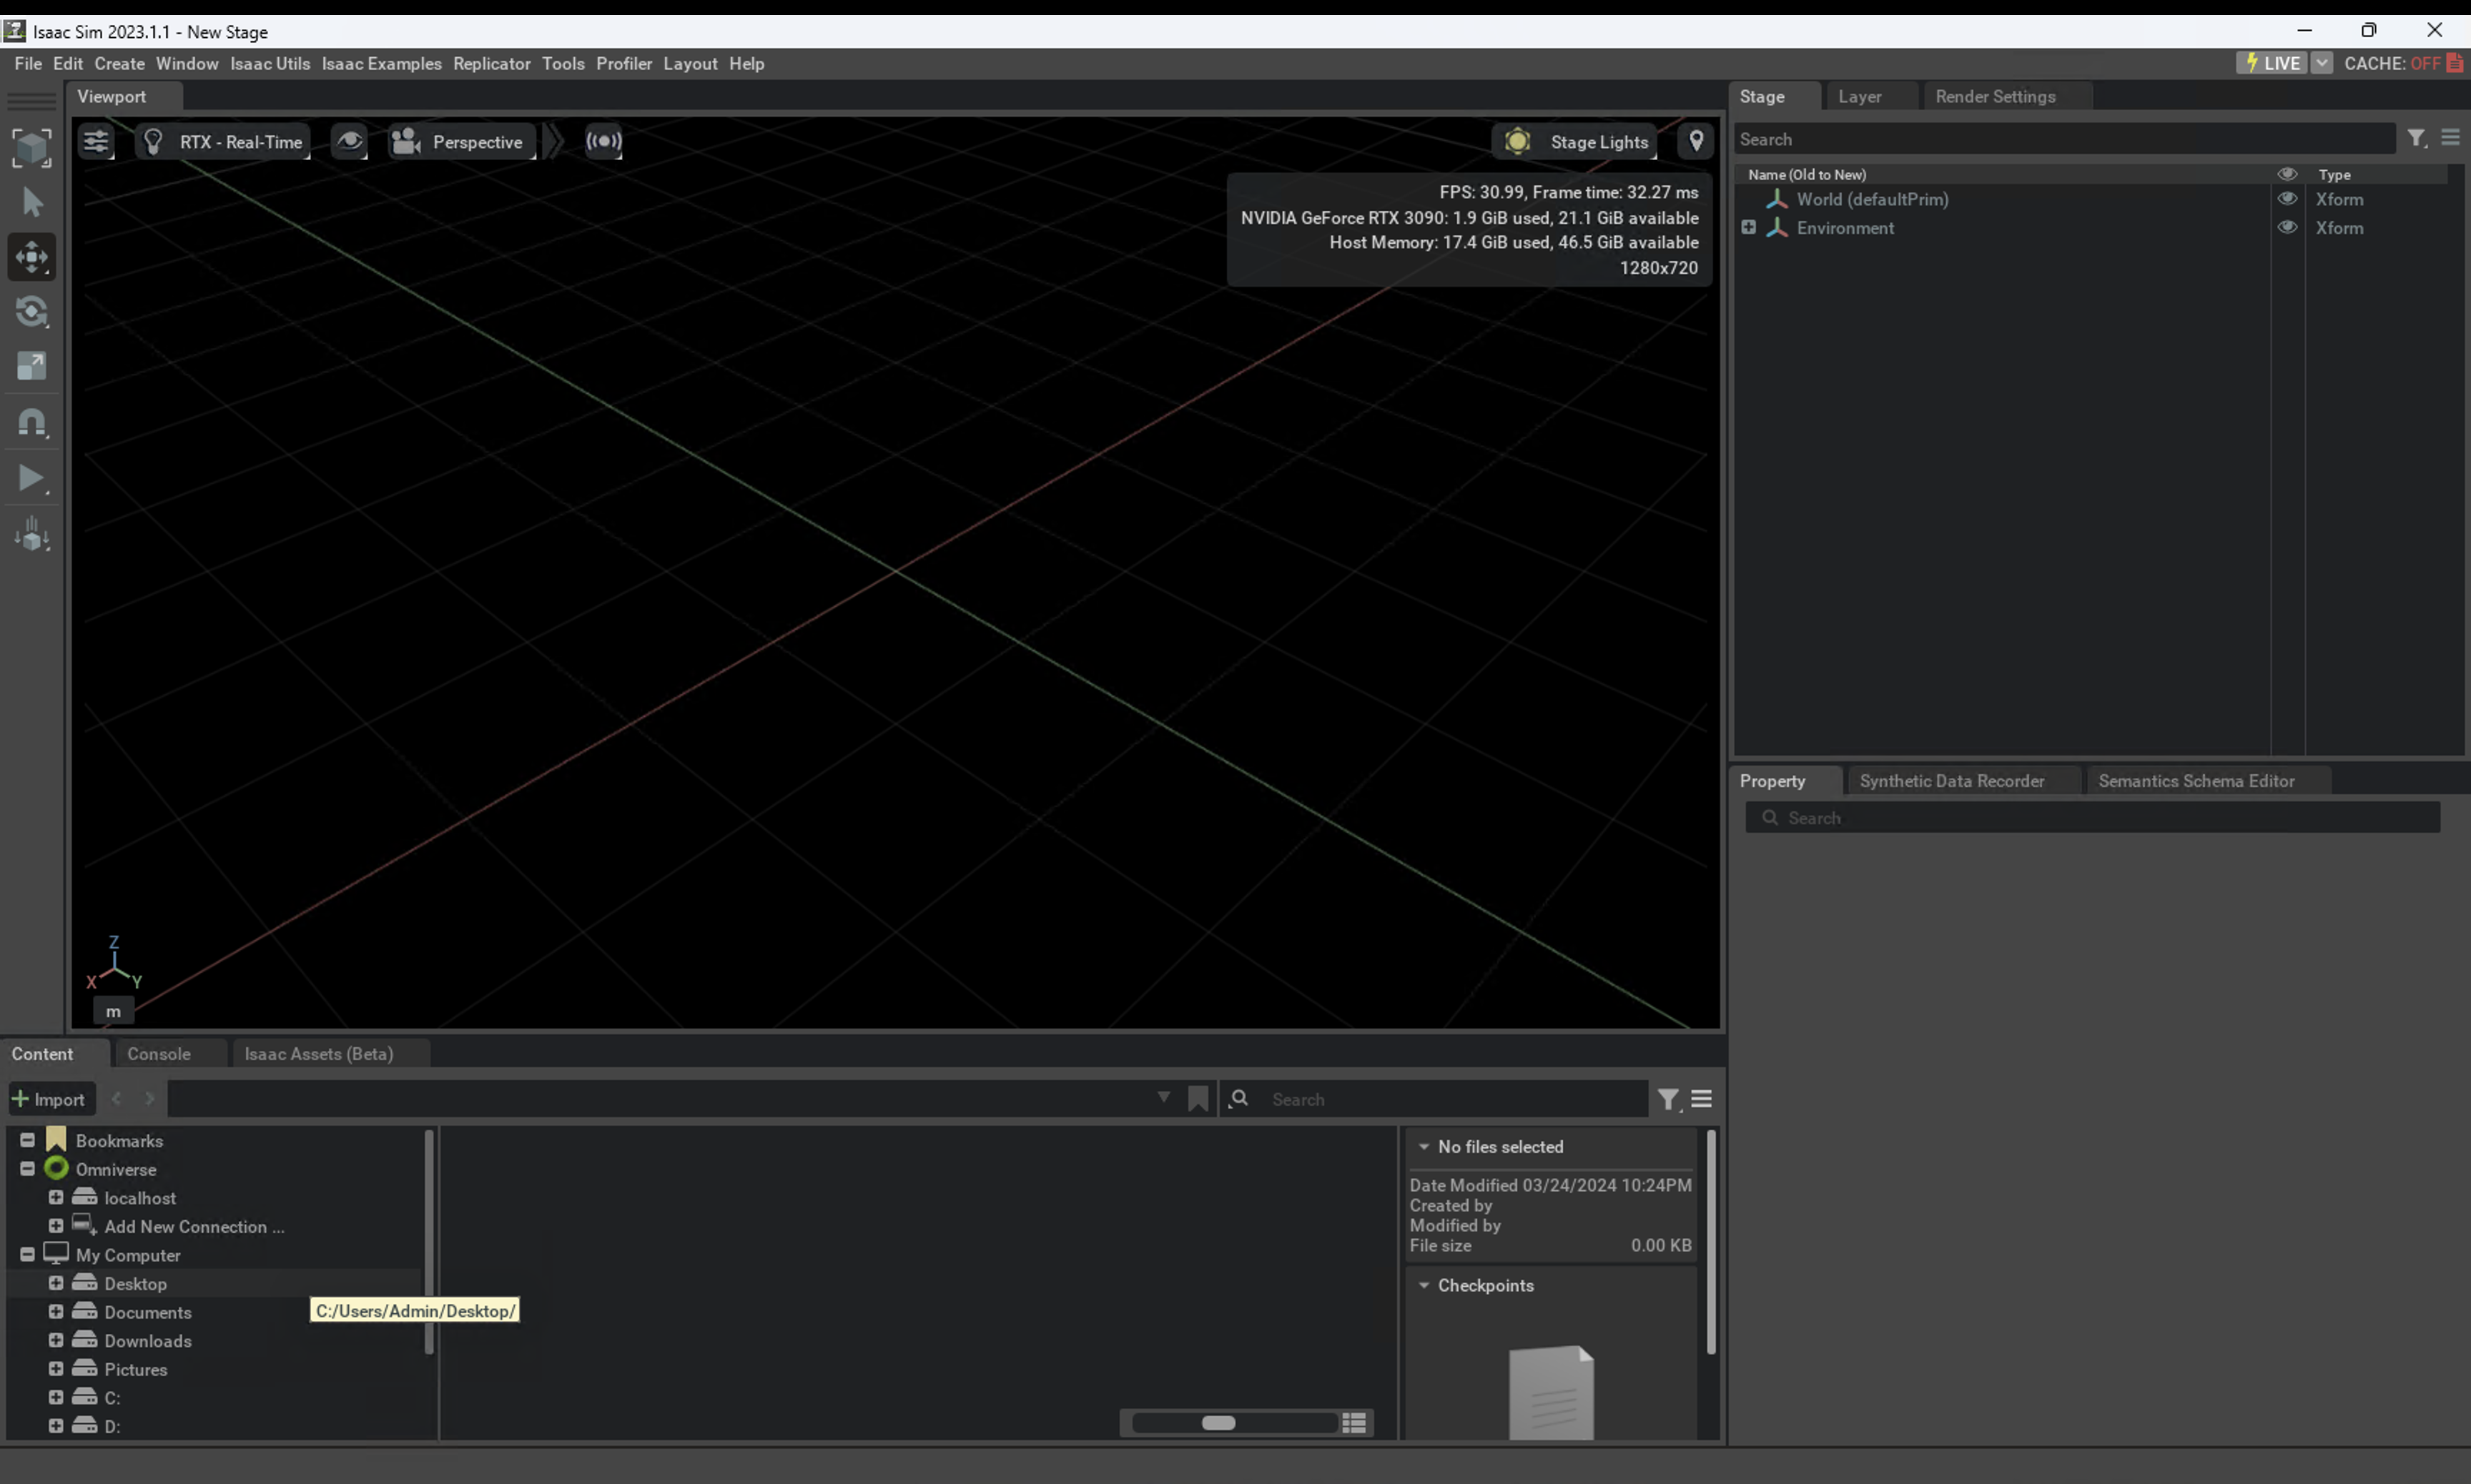 Isaac Sim 2023.1.1 - New Stage
File Edit Create Window Isaac Utils Isaac Examples Replicator Tools Profiler Layout Help
LIVE CACHE: OFF
Viewport
Stage Layer Render Settings
RTX - Real-Time Perspective Stage Lights
Search
FPS: 30.99, Frame time: 32.27 ms
NVIDIA GeForce RTX 3090: 1.9 GiB used, 21.1 GiB available
Host Memory: 17.4 GiB used, 46.5 GiB available
1280x720
Name (Old to New) Type
World (defaultPrim) Xform
Environment Xform
Property Synthetic Data Recorder Semantics Schema Editor
Search
Z
X Y
m
Content Console Isaac Assets (Beta)
Import Search
Bookmarks
Omniverse
localhost
Add New Connection ...
My Computer
Desktop
Documents
C:/Users/Admin/Desktop/
Downloads
Pictures
C:
D:
No files selected
Date Modified 03/24/2024 10:24PM
Created by
Modified by
File size 0.00 KB
Checkpoints